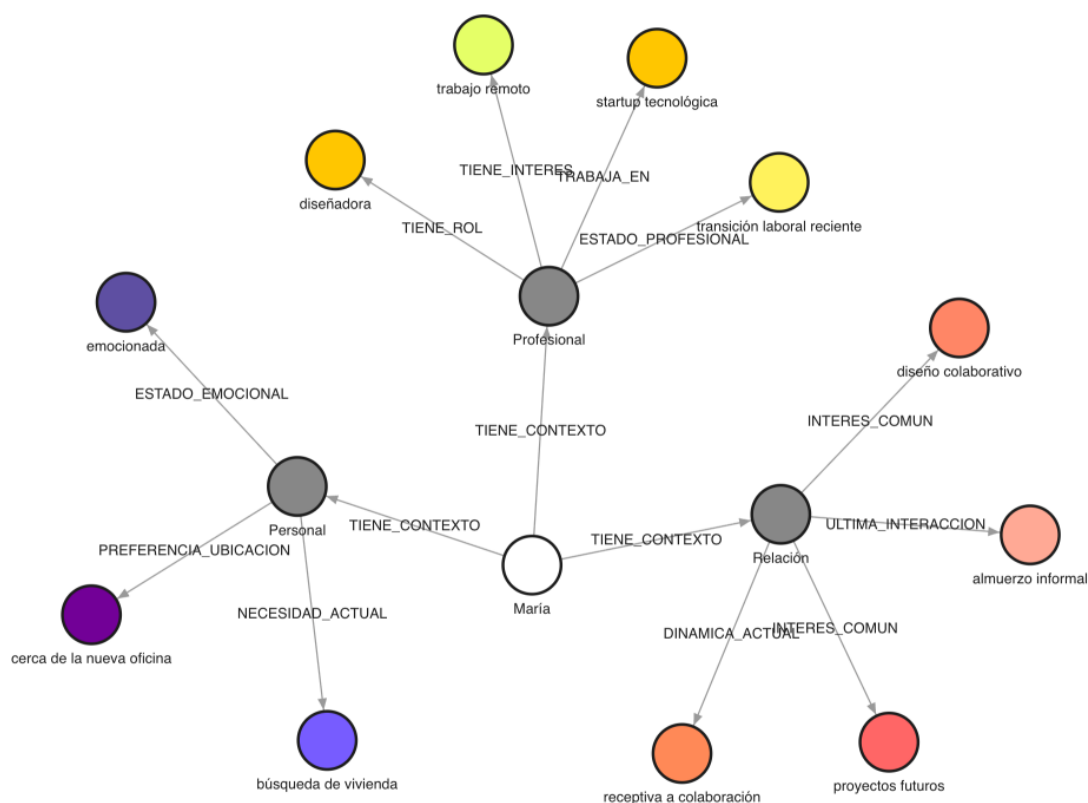 trabajo remoto
startup tecnológica
TIENE_INTERES
TRABAJA_EN
diseñadora
TIENE_ROL
transición laboral reciente
ESTADO_PROFESIONAL
Profesional
emocionada
diseño colaborativo
ESTADO_EMOCIONAL
TIENE_CONTEXTO
INTERES_COMUN
Personal
TIENE_CONTEXTO
PREFERENCIA_UBICACION
TIENE_CONTEXTO
ULTIMA_INTERACCION
Relación
almuerzo informal
María
NECESIDAD_ACTUAL
DINAMICA_ACTUAL
INTERES_COMUN
cerca de la nueva oficina
búsqueda de vivienda
receptiva a colaboración
proyectos futuros